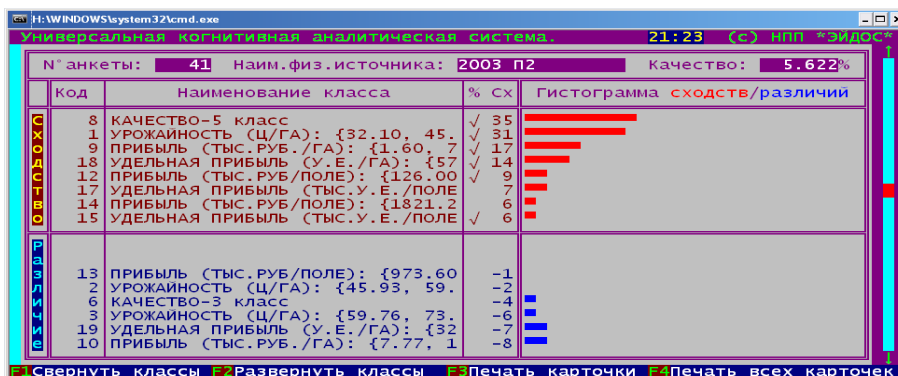 H:\WINDOWS\system32\cmd.exe
Универсальная когнитивная аналитическая система. 21:23 (c) НПП *ЭЙДОС*
N°анкеты: 41 Наим.физ.источника: 2003 П2 Качество: 5.622%
Код Наименование класса % Сх Гистограмма сходств/различий
Сходство
8 КАЧЕСТВО-5 класс √ 35
1 УРОЖАЙНОСТЬ (Ц/ГА): {32.10, 45. √ 31
9 ПРИБЫЛЬ (ТЫС.РУБ./ГА): {1.60, 7 √ 17
18 УДЕЛЬНАЯ ПРИБЫЛЬ (У.Е./ГА): {57 √ 14
12 ПРИБЫЛЬ (ТЫС.РУБ/ПОЛЕ): {126.00 √ 9
17 УДЕЛЬНАЯ ПРИБЫЛЬ (ТЫС.У.Е./ПОЛЕ 7
14 ПРИБЫЛЬ (ТЫС.РУБ/ПОЛЕ): {1821.2 6
15 УДЕЛЬНАЯ ПРИБЫЛЬ (ТЫС.У.Е./ПОЛЕ √ 6
Различие
13 ПРИБЫЛЬ (ТЫС.РУБ/ПОЛЕ): {973.60 -1
2 УРОЖАЙНОСТЬ (Ц/ГА): {45.93, 59. -2
6 КАЧЕСТВО-3 класс -4
3 УРОЖАЙНОСТЬ (Ц/ГА): {59.76, 73. -6
19 УДЕЛЬНАЯ ПРИБЫЛЬ (У.Е./ГА): {32 -7
10 ПРИБЫЛЬ (ТЫС.РУБ./ГА): {7.77, 1 -8
F1Свернуть классы F2Развернуть классы F3Печать карточки F4Печать всех карточек